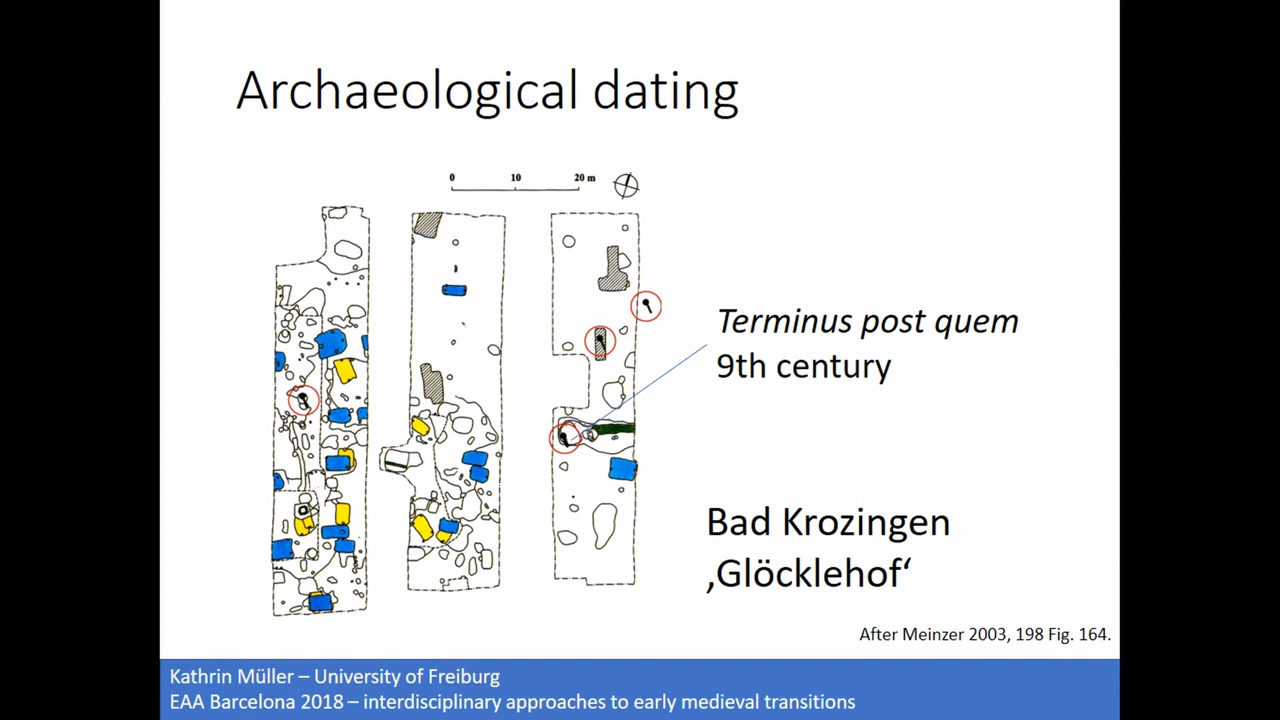 Archaeological dating
0 10 20 m
Terminus post quem
9th century
Bad Krozingen
‚Glöcklehof‘
After Meinzer 2003, 198 Fig. 164.
Kathrin Müller – University of Freiburg
EAA Barcelona 2018 – interdisciplinary approaches to early medieval transitions